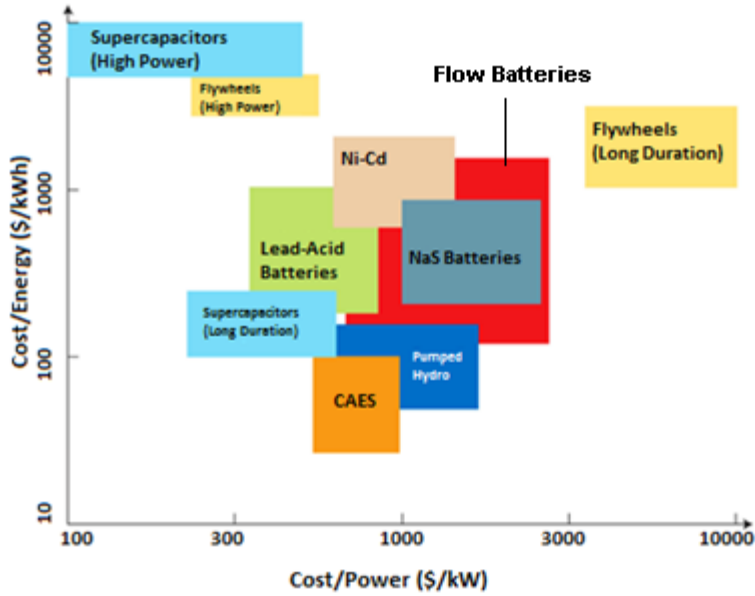 10000
Supercapacitors
(High Power)
Flywheels
(High Power)
Flow Batteries
Flywheels
(Long Duration)
Ni-Cd
1000
Lead-Acid
Batteries
NaS Batteries
Supercapacitors
(Long Duration)
Pumped
Hydro
100
CAES
10
Cost/Energy ($/kWh)
100
300
1000
3000
10000
Cost/Power ($/kW)